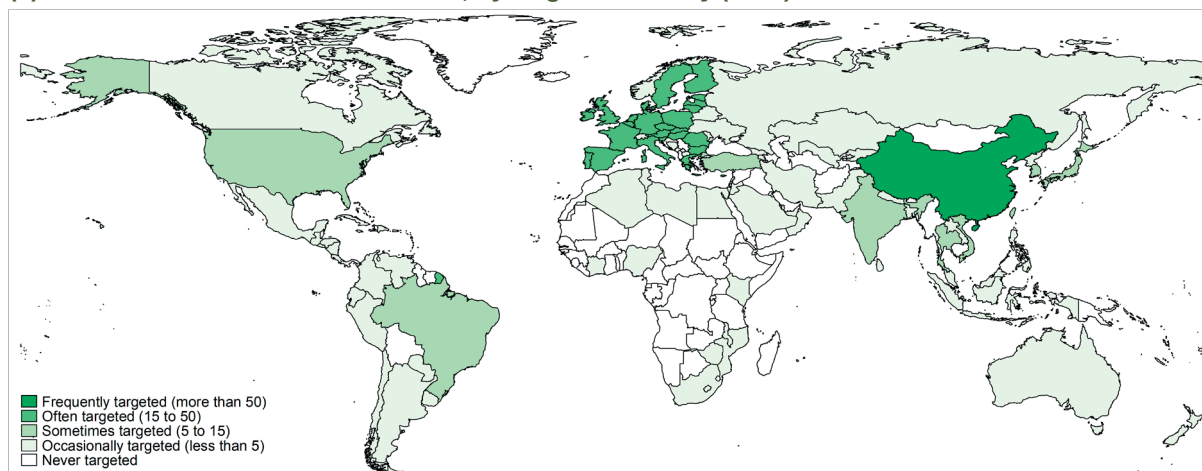 Frequently targeted (more than 50)
Often targeted (15 to 50)
Sometimes targeted (5 to 15)
Occasionally targeted (less than 5)
Never targeted